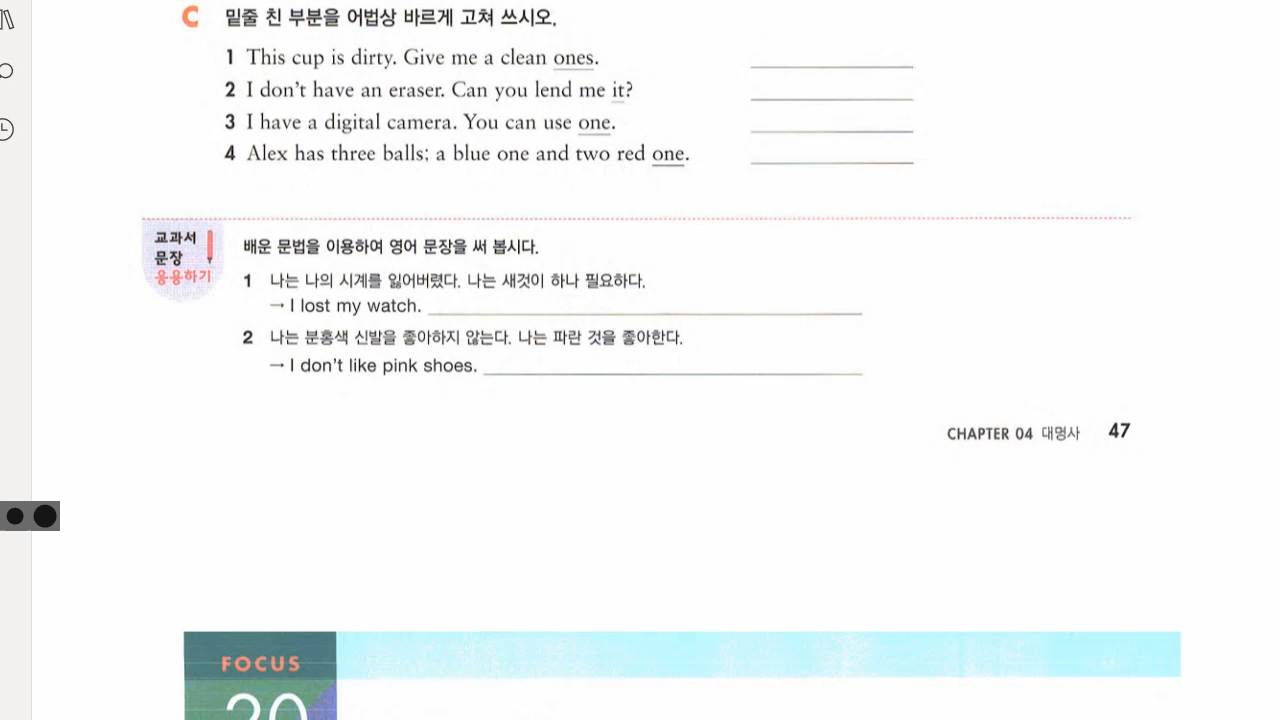 C 밑줄 친 부분을 어법상 바르게 고쳐 쓰시오.
1 This cup is dirty. Give me a clean ones.
2 I don't have an eraser. Can you lend me it?
3 I have a digital camera. You can use one.
4 Alex has three balls; a blue one and two red one.
교과서
문장
응용하기
배운 문법을 이용하여 영어 문장을 써 봅시다.
1 나는 나의 시계를 잃어버렸다. 나는 새것이 하나 필요하다.
→ I lost my watch.
2 나는 분홍색 신발을 좋아하지 않는다. 나는 파란 것을 좋아한다.
→ I don't like pink shoes.
CHAPTER 04 대명사 47
FOCUS
20